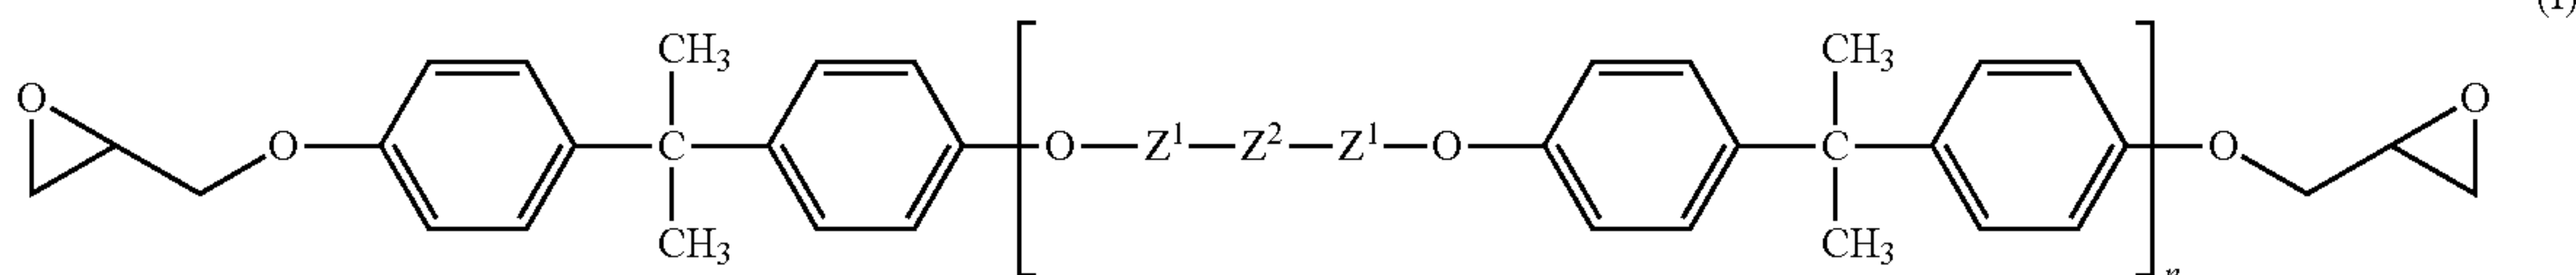 (1)
CH3 CH3
O O
O C O—Z¹—Z²—Z¹—O C O
CH3 CH3
n